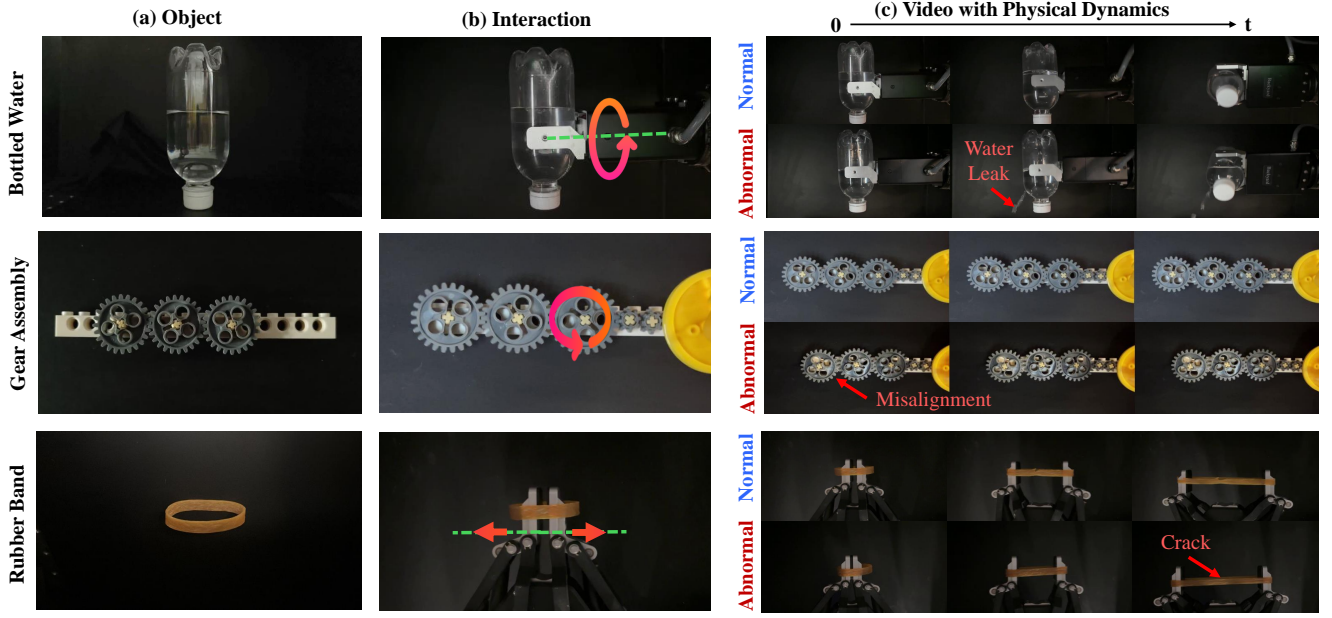 (a) Object
(b) Interaction
(c) Video with Physical Dynamics
0
t
Bottled Water
Normal
Abnormal
Water
Leak
Gear Assembly
Normal
Abnormal
Misalignment
Rubber Band
Normal
Abnormal
Crack